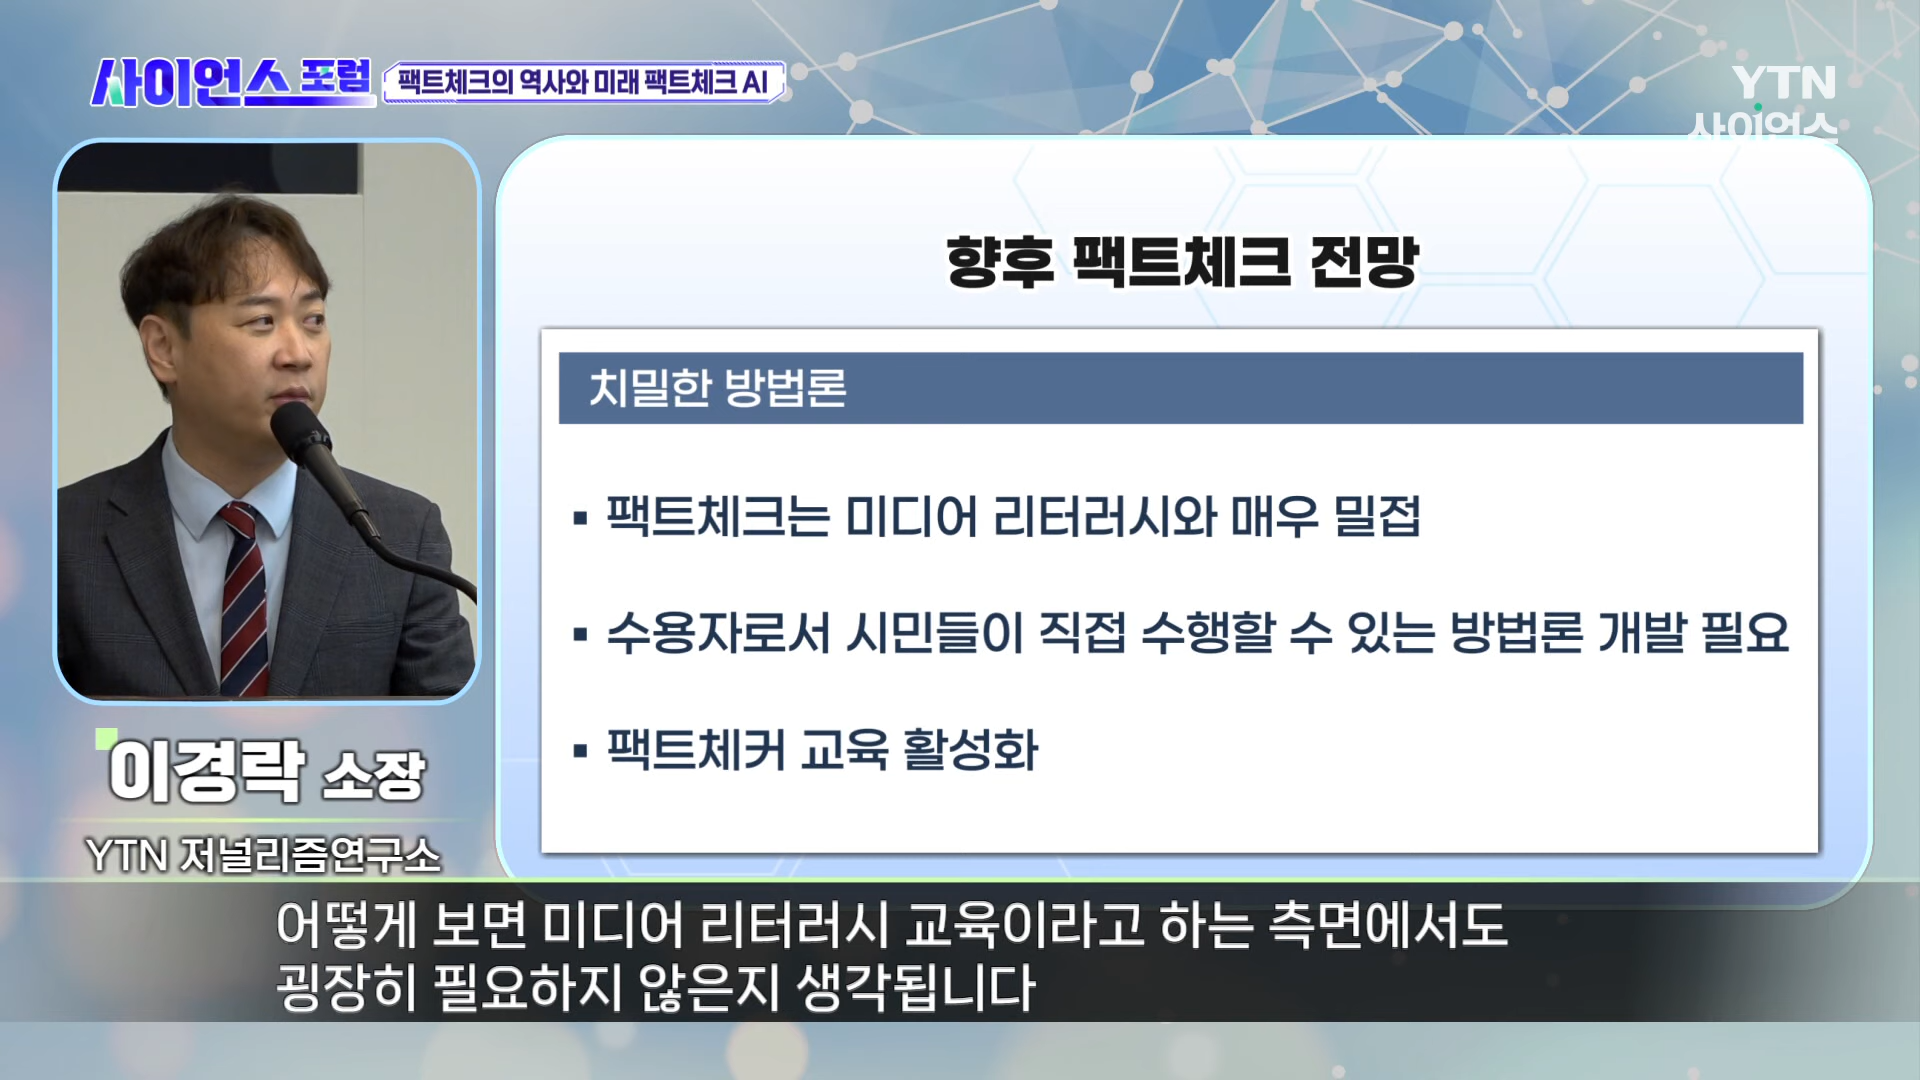 사이언스 포럼 팩트체크의 역사와 미래 팩트체크 AI
YTN
사이언스
향후 팩트체크 전망
치밀한 방법론
▪ 팩트체크는 미디어 리터러시와 매우 밀접
▪ 수용자로서 시민들이 직접 수행할 수 있는 방법론 개발 필요
▪ 팩트체커 교육 활성화
이경락 소장
YTN 저널리즘연구소
어떻게 보면 미디어 리터러시 교육이라고 하는 측면에서도
굉장히 필요하지 않은지 생각됩니다